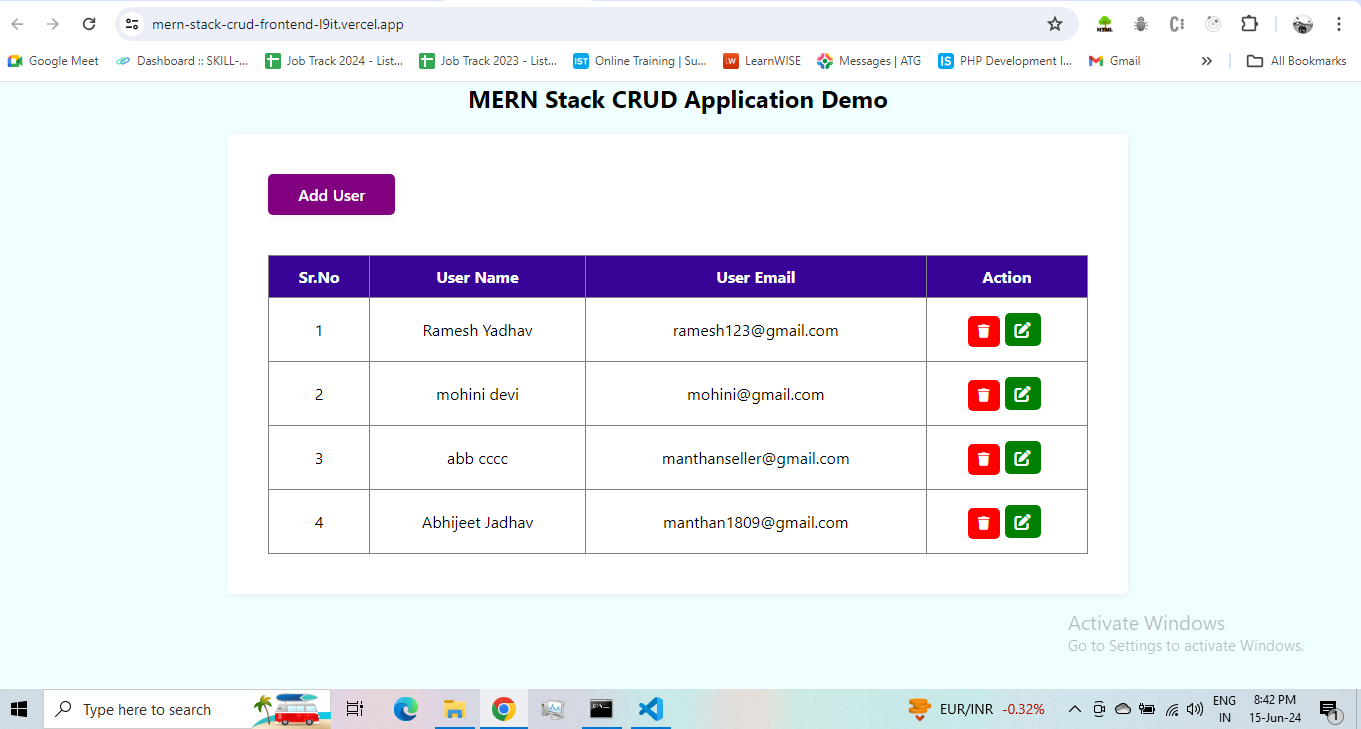 mern-stack-crud-frontend-l9it.vercel.app
HTML
Google Meet Dashboard :: SKILL-... Job Track 2024 - List... Job Track 2023 - List... IST Online Training | Su... LW LearnWISE Messages | ATG IS PHP Development I... Gmail » All Bookmarks
MERN Stack CRUD Application Demo
Add User
Sr.No User Name User Email Action
1 Ramesh Yadhav ramesh123@gmail.com
2 mohini devi mohini@gmail.com
3 abb cccc manthanseller@gmail.com
4 Abhijeet Jadhav manthan1809@gmail.com
Activate Windows
Go to Settings to activate Windows.
Type here to search EUR/INR -0.32% ENG 8:42 PM
IN 15-Jun-24 1